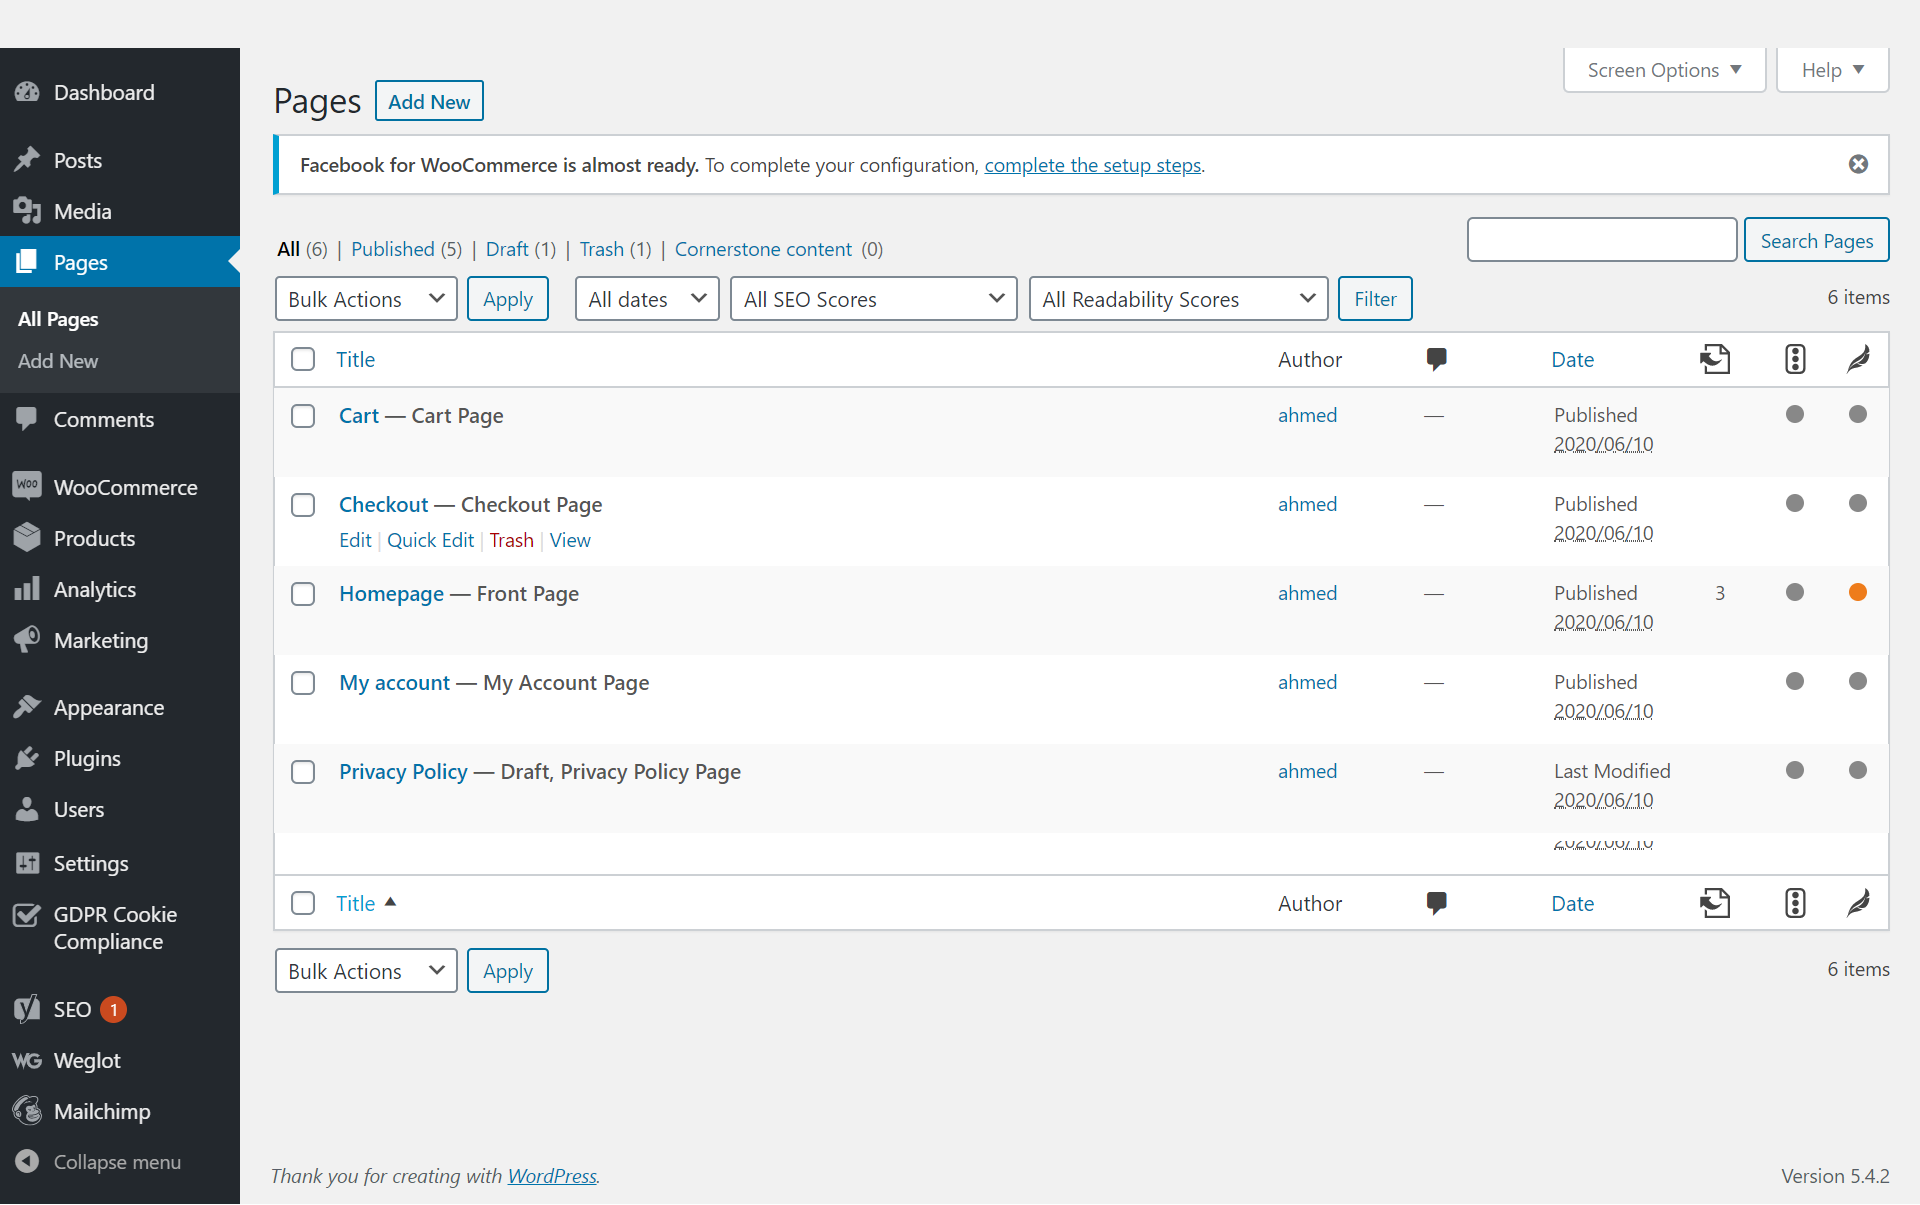 Screen Options
Help
Dashboard
Posts
Media
Pages
All Pages
Add New
Comments
WOO
WooCommerce
Products
Analytics
Marketing
Appearance
Plugins
Users
Settings
GDPR Cookie
Compliance
SEO 1
WG Weglot
Mailchimp
Collapse menu
Pages Add New
Facebook for WooCommerce is almost ready. To complete your configuration, complete the setup steps.
All (6) | Published (5) | Draft (1) | Trash (1) | Cornerstone content (0)
Search Pages
Bulk Actions Apply All dates All SEO Scores All Readability Scores Filter 6 items
Title Author Date
Cart — Cart Page ahmed — Published
2020/06/10
Checkout — Checkout Page ahmed — Published
Edit | Quick Edit | Trash | View 2020/06/10
Homepage — Front Page ahmed — Published 3
2020/06/10
My account — My Account Page ahmed — Published
2020/06/10
Privacy Policy — Draft, Privacy Policy Page ahmed — Last Modified
2020/06/10
2020/06/10
Title Author Date
Bulk Actions Apply 6 items
Thank you for creating with WordPress. Version 5.4.2